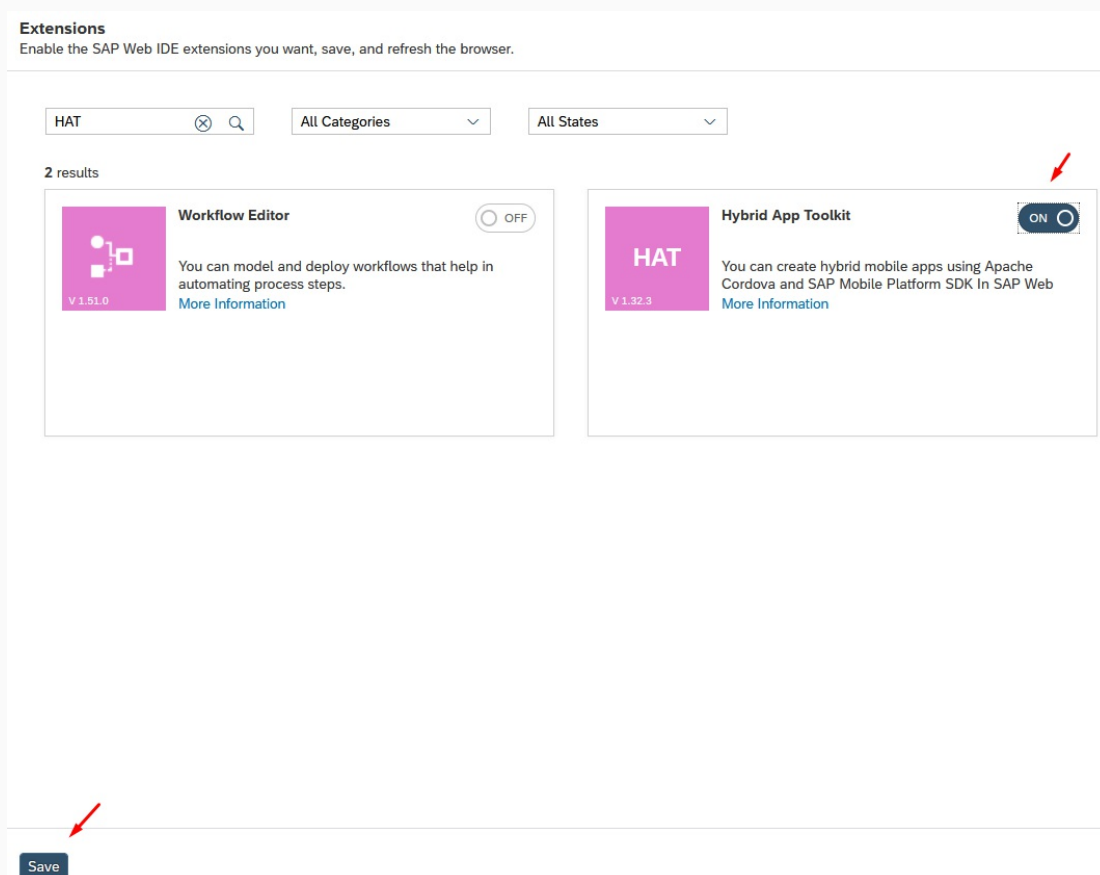 Extensions
Enable the SAP Web IDE extensions you want, save, and refresh the browser.
HAT
All Categories
All States
2 results
Workflow Editor
OFF
You can model and deploy workflows that help in
automating process steps.
More Information
V 1.51.0
Hybrid App Toolkit
ON
HAT
You can create hybrid mobile apps using Apache
Cordova and SAP Mobile Platform SDK In SAP Web
More Information
V 1.32.3
Save